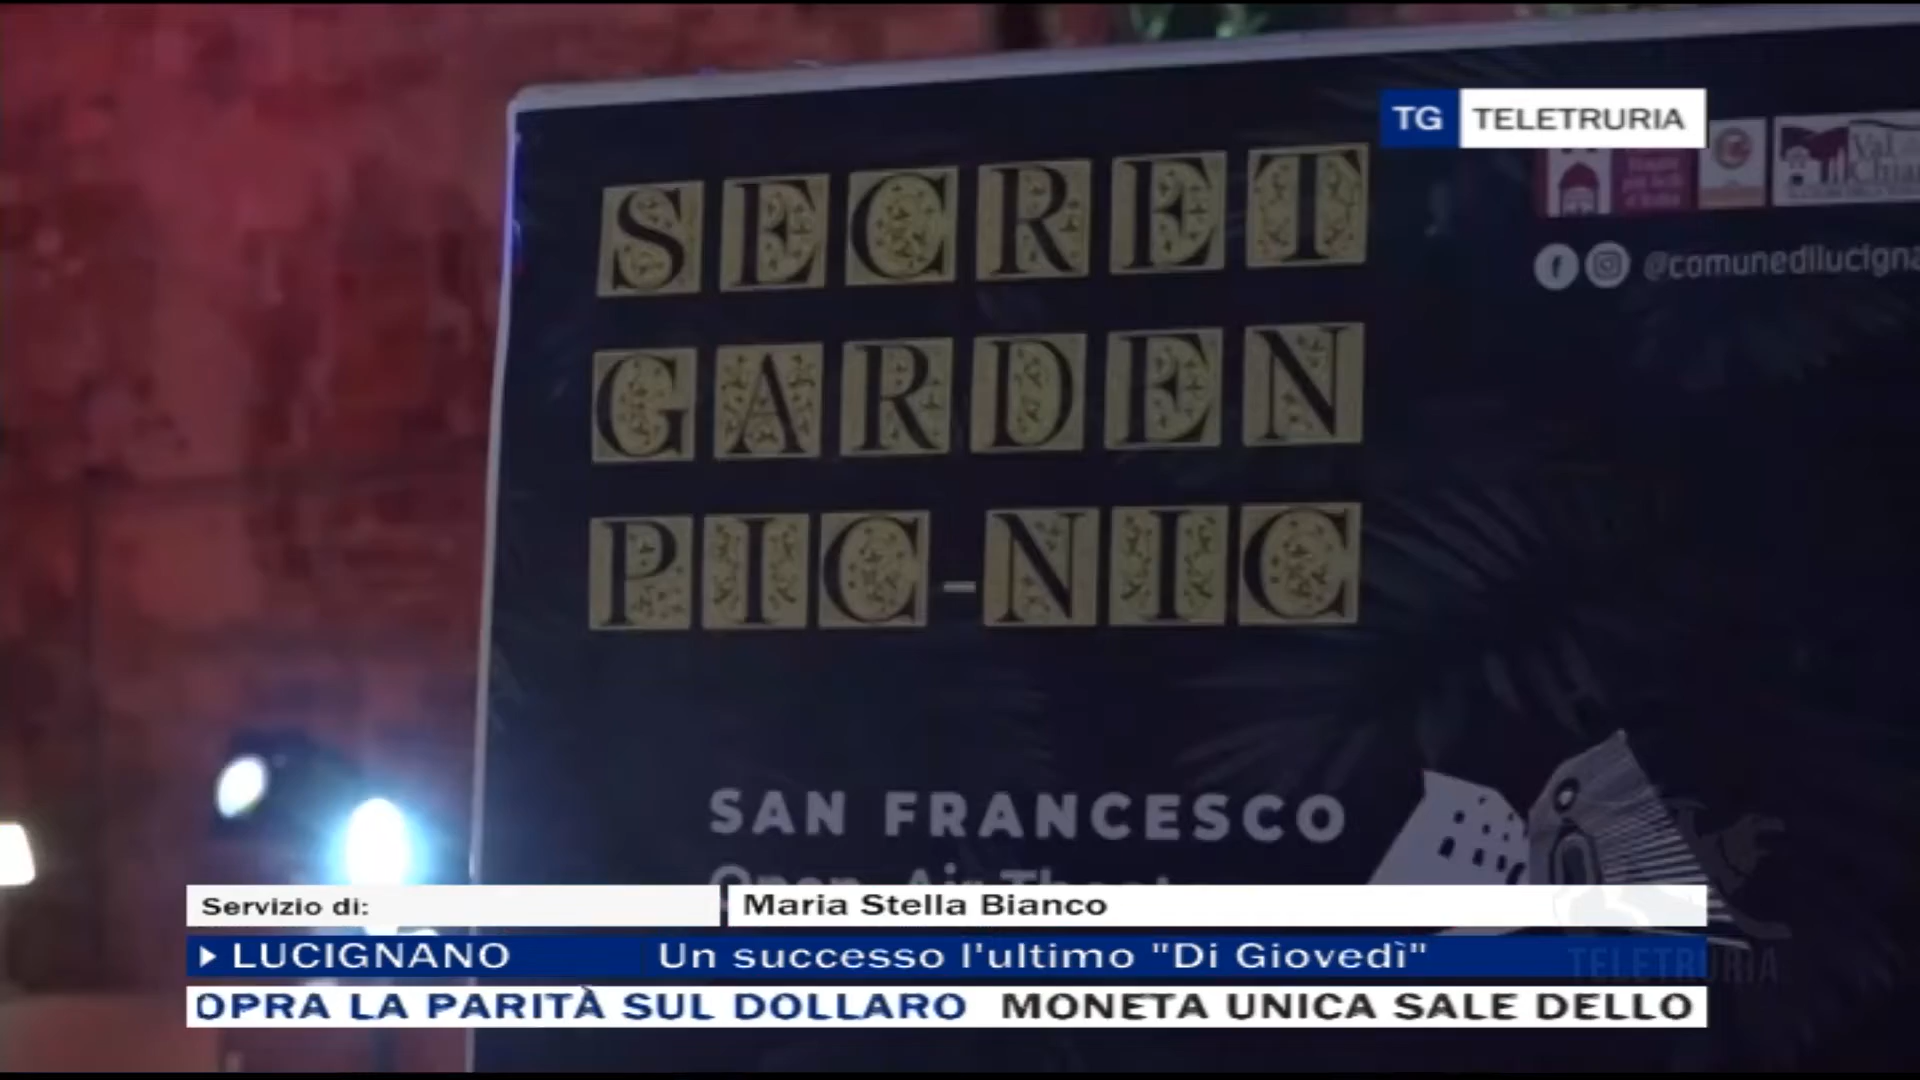 TG TELETRURIA
SECRET
GARDEN
PIC-NIC
@comunedilucigna
SAN FRANCESCO
Servizio di:
Maria Stella Bianco
LUCIGNANO
Un successo l'ultimo "Di Giovedì"
TELETRURIA
OPRA LA PARITÀ SUL DOLLARO MONETA UNICA SALE DELLO